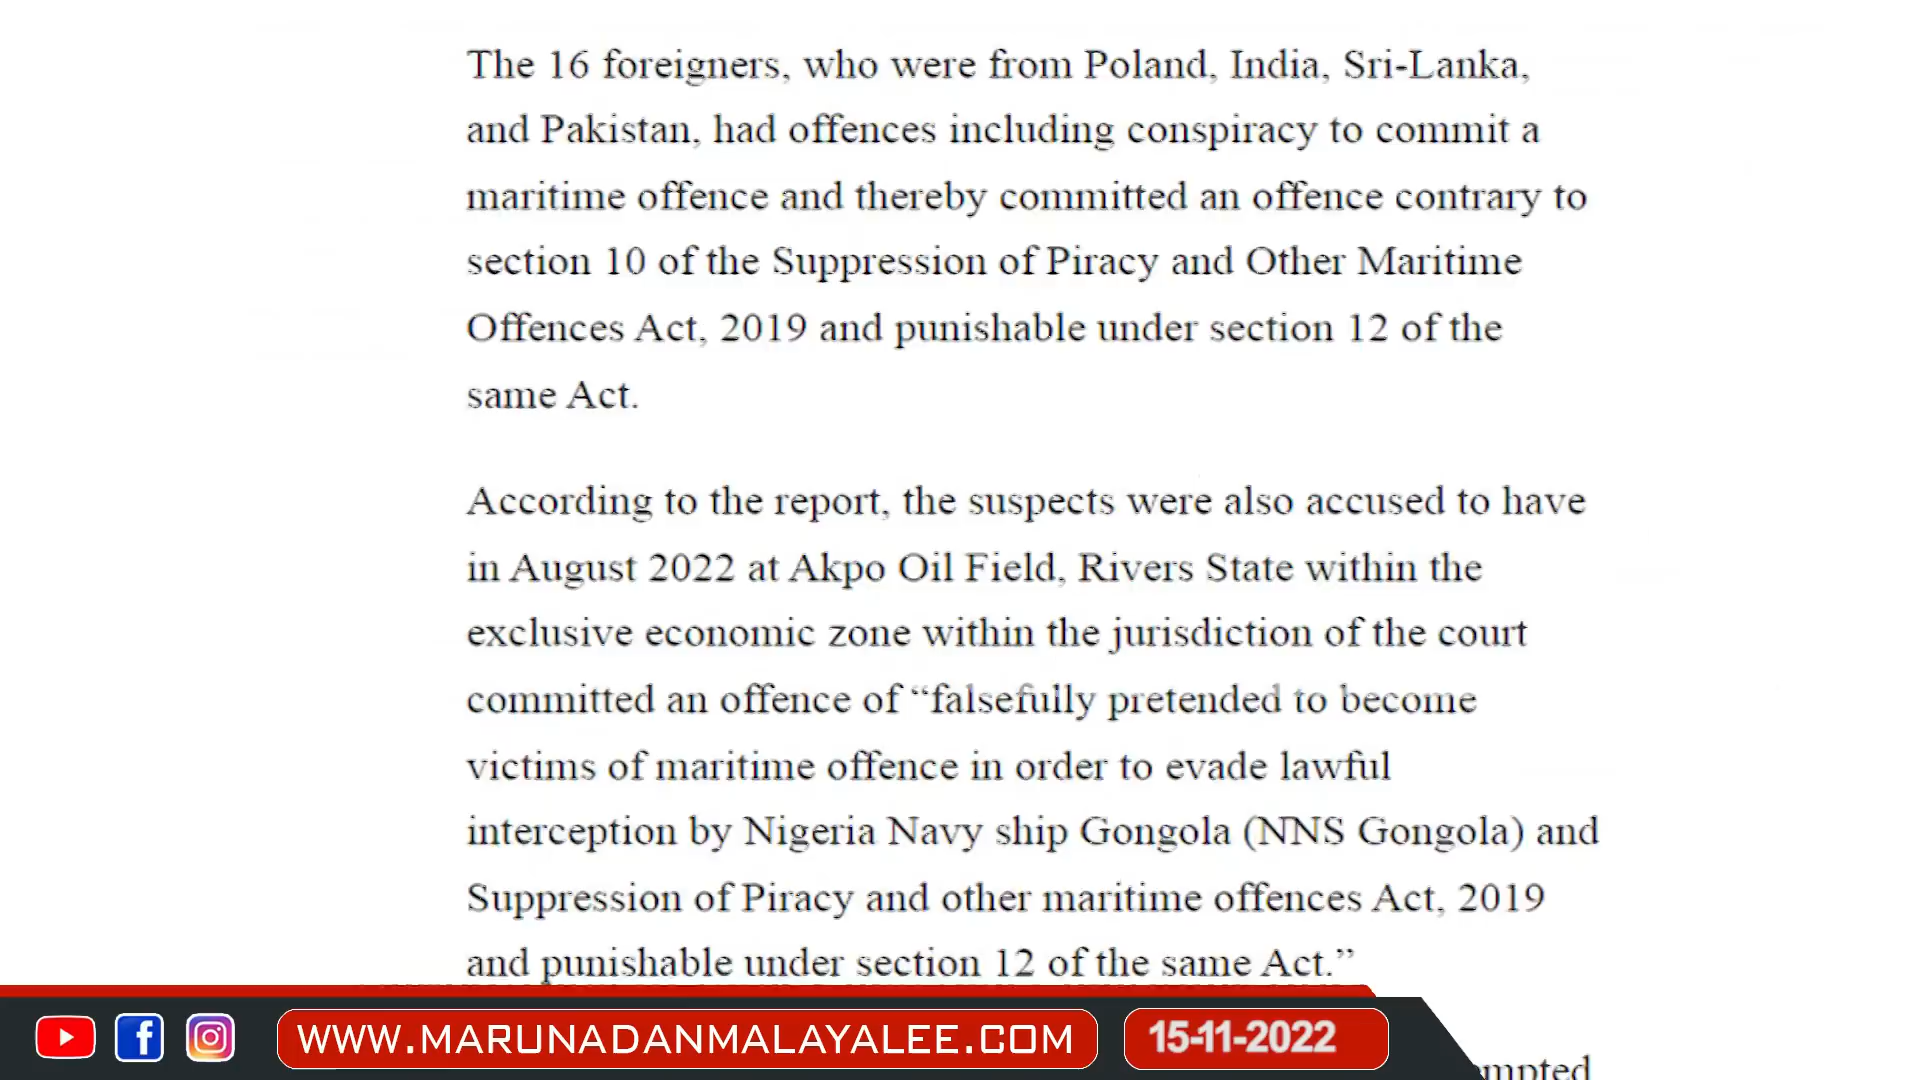 The 16 foreigners, who were from Poland, India, Sri-Lanka,
and Pakistan, had offences including conspiracy to commit a
maritime offence and thereby committed an offence contrary to
section 10 of the Suppression of Piracy and Other Maritime
Offences Act, 2019 and punishable under section 12 of the
same Act.
According to the report, the suspects were also accused to have
in August 2022 at Akpo Oil Field, Rivers State within the
exclusive economic zone within the jurisdiction of the court
committed an offence of “falsefully pretended to become
victims of maritime offence in order to evade lawful
interception by Nigeria Navy ship Gongola (NNS Gongola) and
Suppression of Piracy and other maritime offences Act, 2019
and punishable under section 12 of the same Act.”
WWW.MARUNADANMALAYALEE.COM
15-11-2022